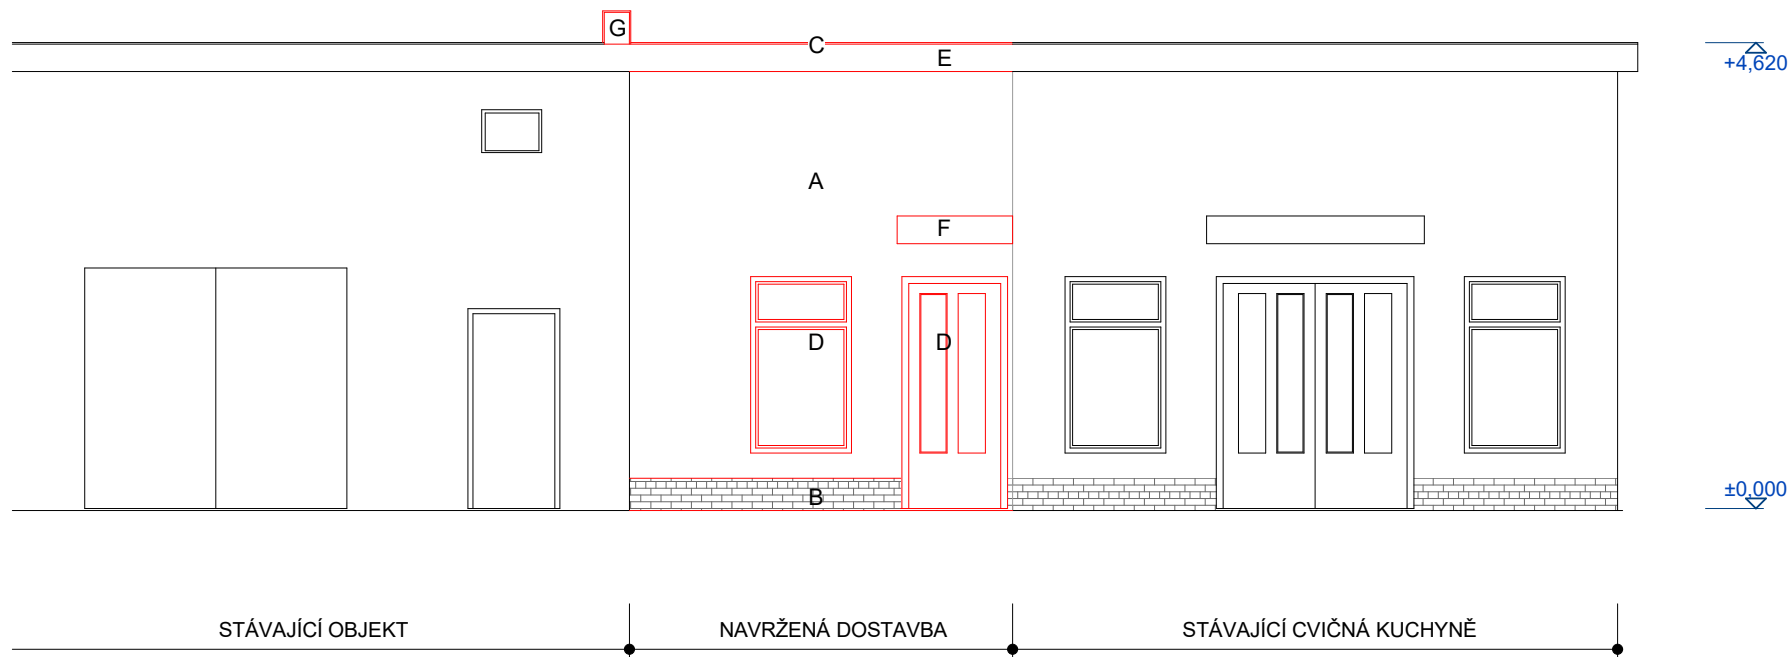 G
C
E
+4,620
A
F
D D
B
±0,000
STÁVAJÍCÍ OBJEKT
NAVRŽENÁ DOSTAVBA
STÁVAJÍCÍ CVIČNÁ KUCHYNĚ